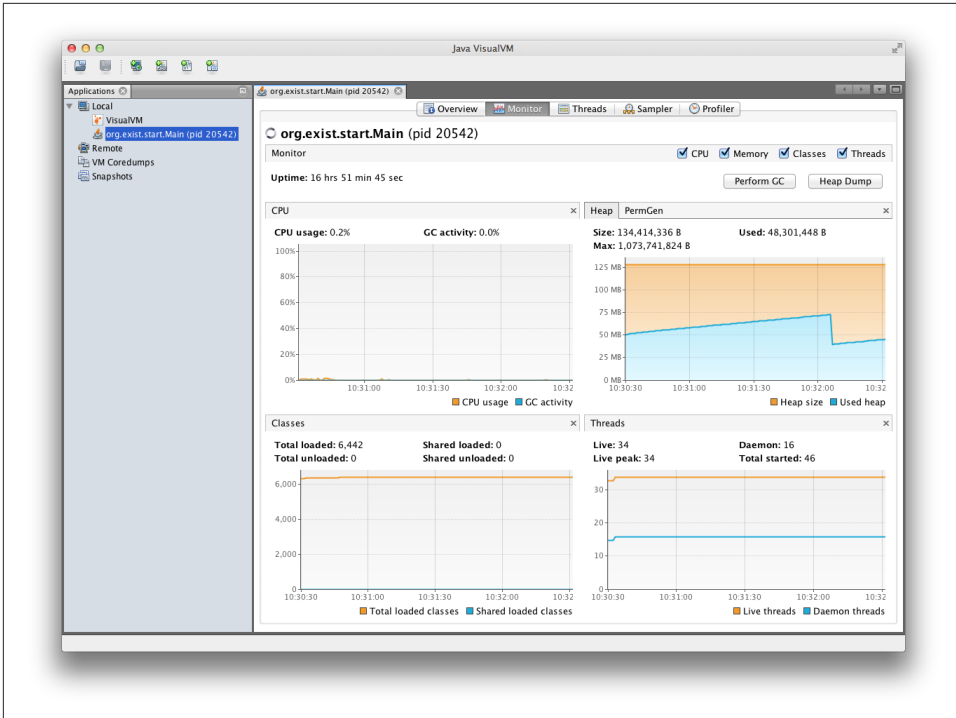 Java VisualVM
Applications
Local
VisualVM
org.exist.start.Main (pid 20542)
Remote
VM Coredumps
Snapshots
org.exist.start.Main (pid 20542)
Overview Monitor Threads Sampler Profiler
org.exist.start.Main (pid 20542)
Monitor CPU Memory Classes Threads
Uptime: 16 hrs 51 min 45 sec Perform GC Heap Dump
CPU
CPU usage: 0.2% GC activity: 0.0%
100%
80%
60%
40%
20%
0%
10:31:00 10:31:30 10:32:00 10:32
CPU usage GC activity
Heap PermGen
Size: 134,414,336 B Used: 48,301,448 B
Max: 1,073,741,824 B
125 MB
100 MB
75 MB
50 MB
25 MB
0 MB
10:30:30 10:31:00 10:31:30 10:32:00 10:32
Heap size Used heap
Classes
Total loaded: 6,442 Shared loaded: 0
Total unloaded: 0 Shared unloaded: 0
6,000
4,000
2,000
0
10:30:30 10:31:00 10:31:30 10:32:00 10:32
Total loaded classes Shared loaded classes
Threads
Live: 34 Daemon: 16
Live peak: 34 Total started: 46
30
20
10
0
10:30:30 10:31:00 10:31:30 10:32:00 10:32
Live threads Daemon threads